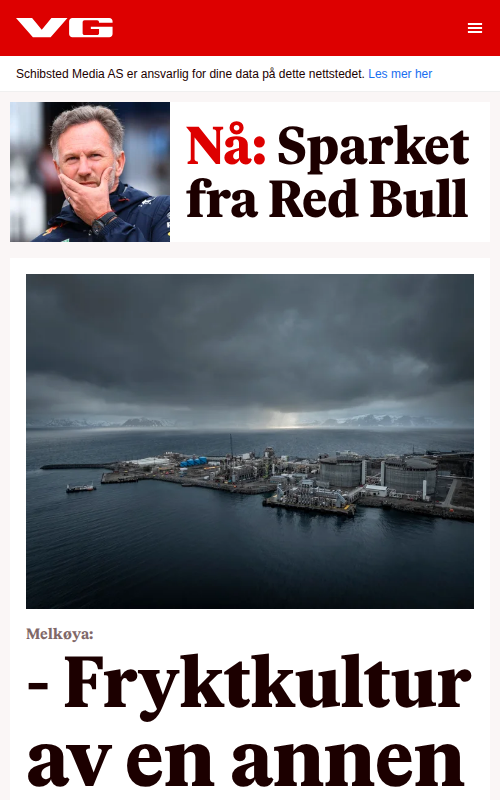 VG
Schibsted Media AS er ansvarlig for dine data på dette nettstedet. Les mer her
Nå: Sparket
fra Red Bull
Melkøya:
- Fryktkultur
av en annen